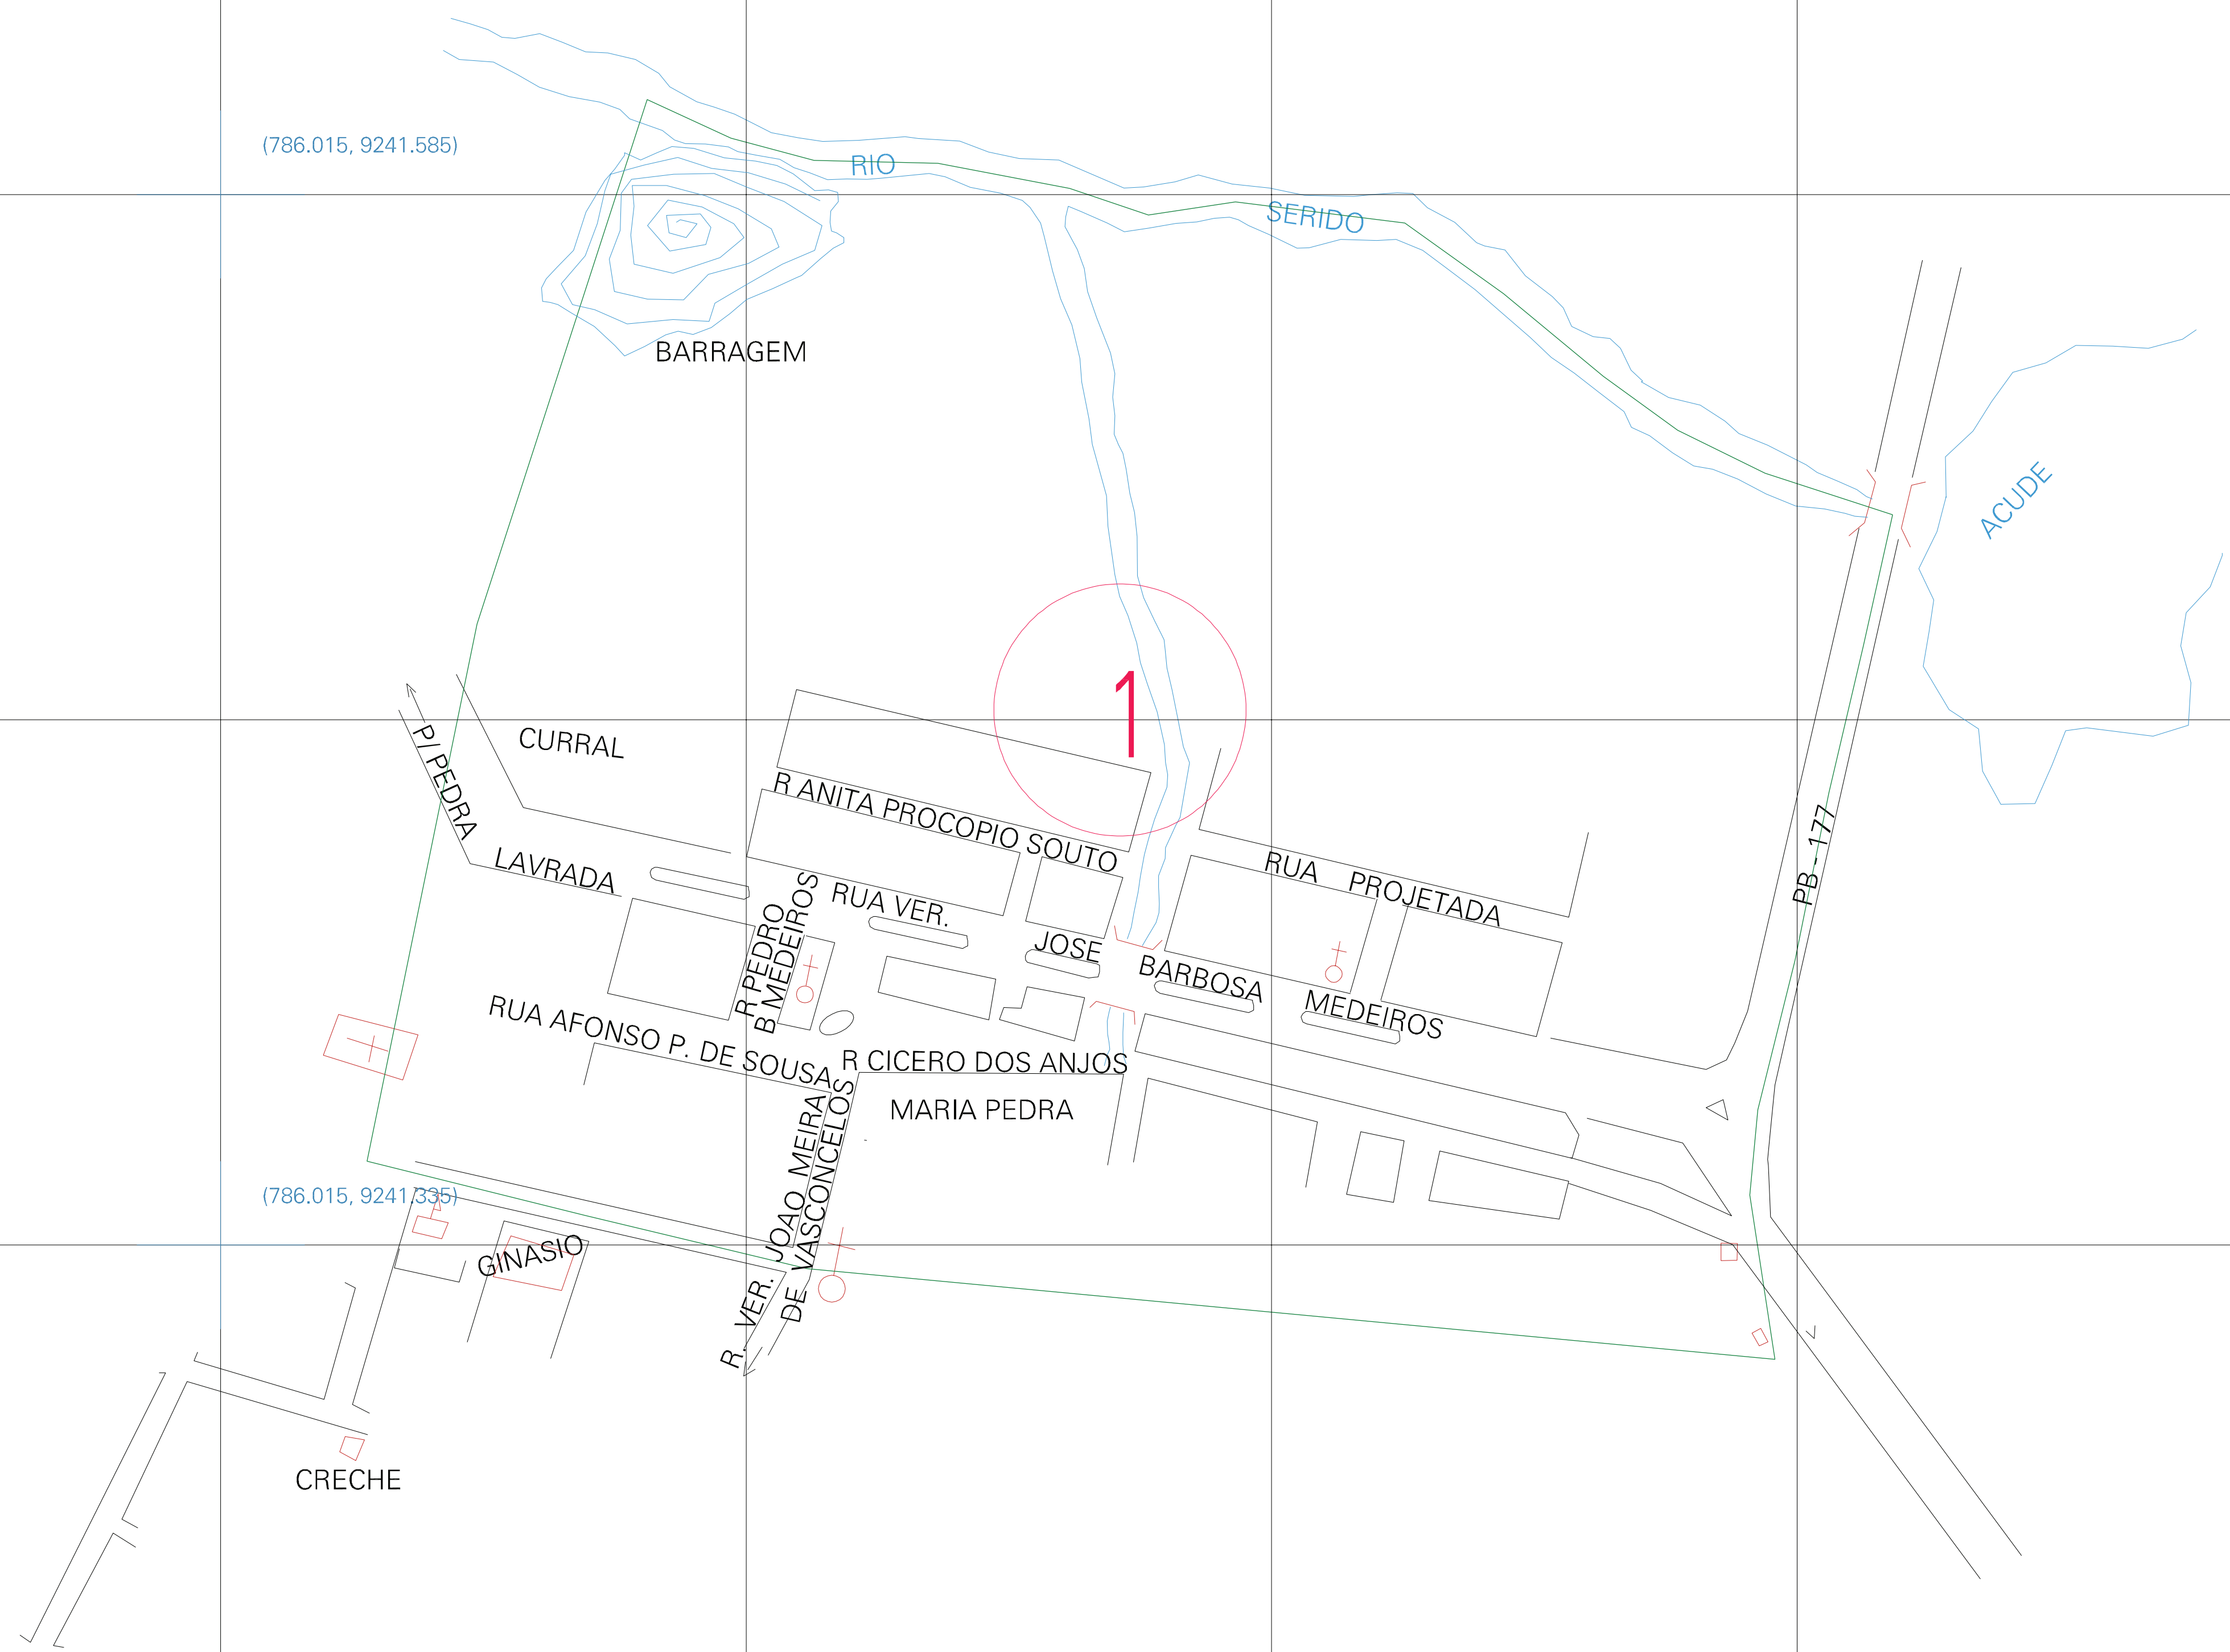 (786.015, 9241.585)
RIO
SERIDO
BARRAGEM
ACUDE
1
CURRAL
P/ PEDRA
LAVRADA
R ANITA PROCOPIO SOUTO
RUA PROJETADA
PB - 177
RUA VER. JOSE BARBOSA MEDEIROS
R PEDRO
B MEDEIROS
RUA AFONSO P. DE SOUSA
R CICERO DOS ANJOS
MARIA PEDRA
R. VER. JOAO MEIRA
DE VASCONCELOS
(786.015, 9241.335)
GINASIO
CRECHE